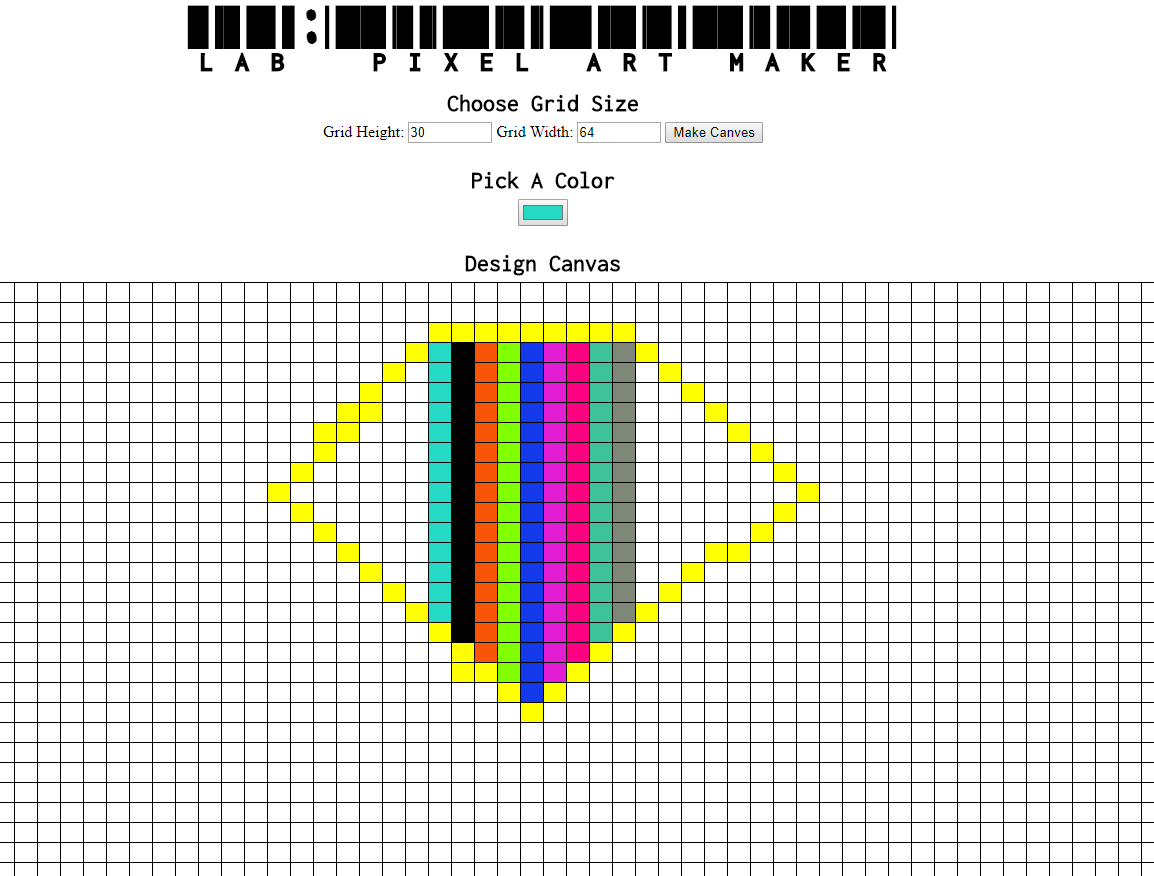 LAB PIXEL ART MAKER
Choose Grid Size
Grid Height: 30 Grid Width: 64 Make Canves
Pick A Color
Design Canvas